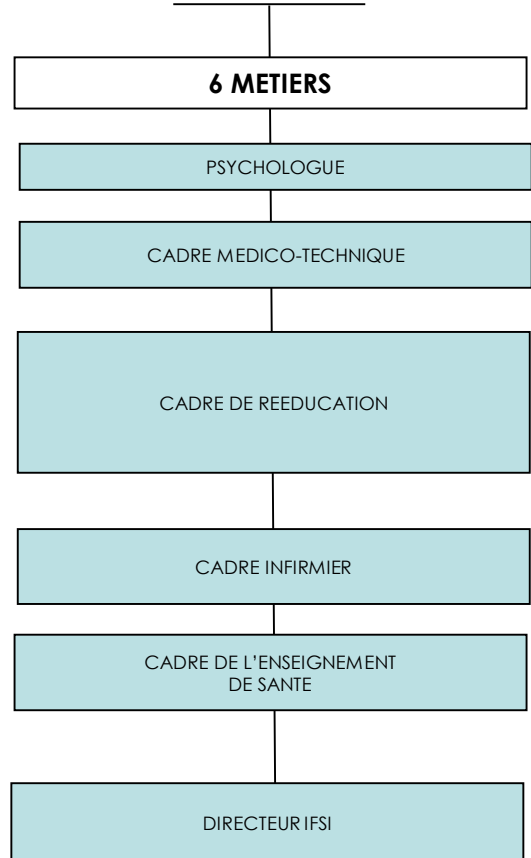 6 METIERS
PSYCHOLOGUE
CADRE MEDICO-TECHNIQUE
CADRE DE REEDUCATION
CADRE INFIRMIER
CADRE DE L'ENSEIGNEMENT
DE SANTE
DIRECTEUR IFSI